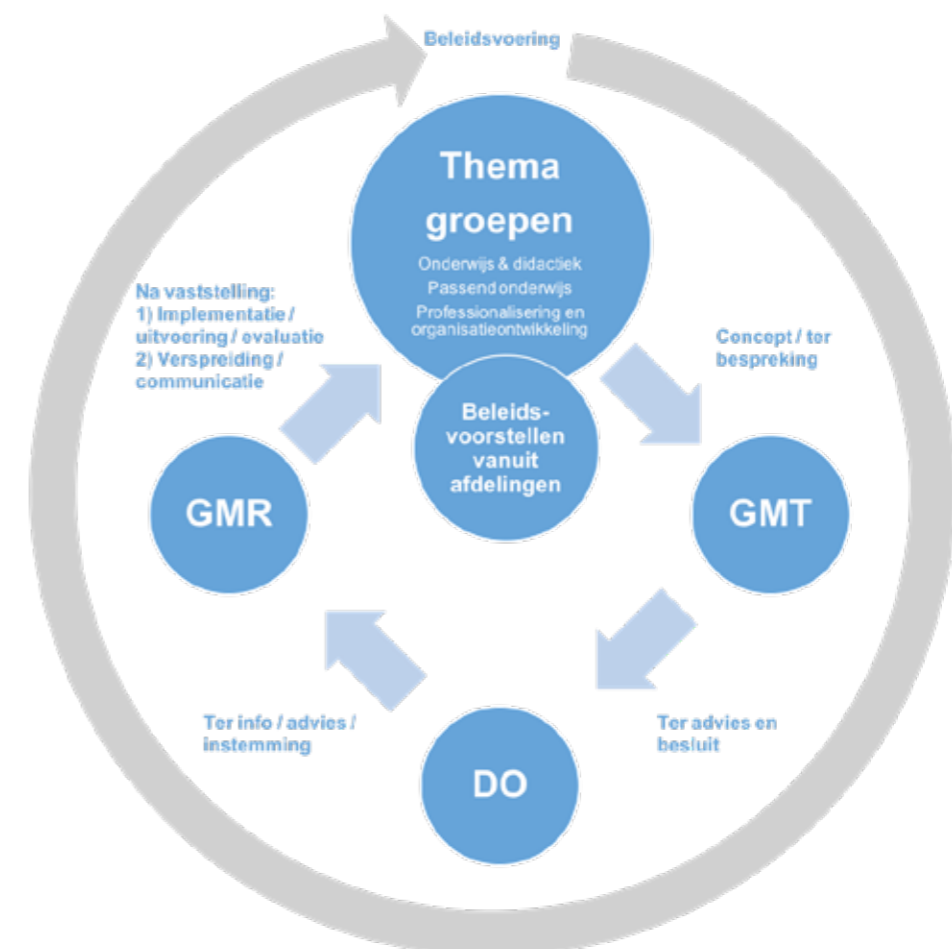 Beleidsvoering
Thema
groepen
Onderwijs & didactiek
Passend onderwijs
Professionalisering en
organisatieontwikkeling
Beleids-
voorstellen
vanuit
afdelingen
Concept / ter
bespreking
GMT
Ter advies en
besluit
DO
Ter info / advies /
instemming
GMR
Na vaststelling:
1) Implementatie /
uitvoering / evaluatie
2) Verspreiding /
communicatie